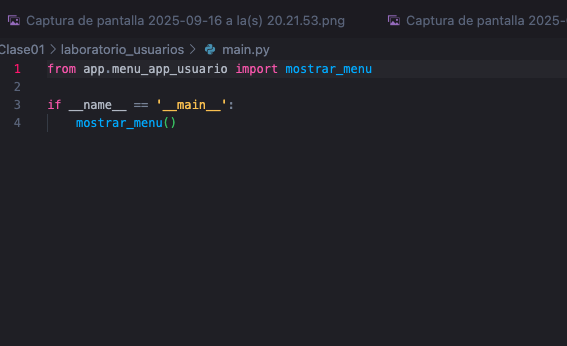 Captura de pantalla 2025-09-16 a la(s) 20.21.53.png Captura de pantalla 2025-
Clase01 > laboratorio_usuarios > main.py
1 from app.menu_app_usuario import mostrar_menu
2
3 if __name__ == '__main__':
4     mostrar_menu()